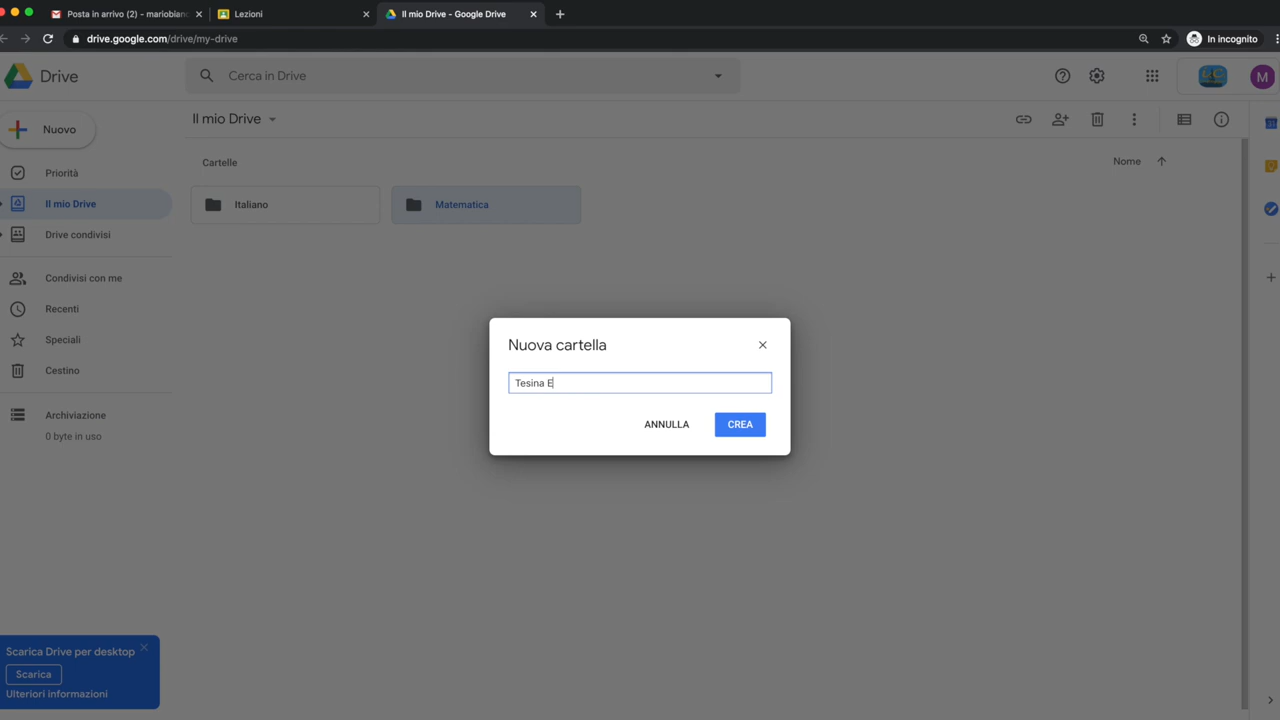 Posta in arrivo (2) - mariobian
Lezioni
Il mio Drive - Google Drive
drive.google.com/drive/my-drive
In incognito
Drive
Cerca in Drive
M
Nuovo
Il mio Drive
Priorità
Cartelle
Nome
Il mio Drive
Italiano
Matematica
Drive condivisi
Condivisi con me
Recenti
Speciali
Cestino
Archiviazione
0 byte in uso
Nuova cartella
Tesina E
ANNULLA
CREA
Scarica Drive per desktop
Scarica
Ulteriori informazioni